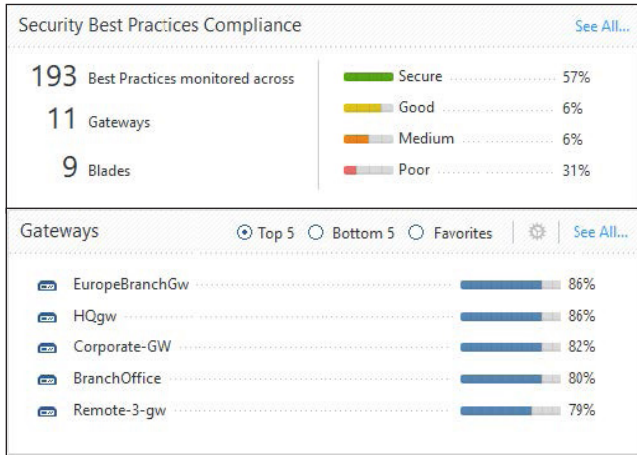 Security Best Practices Compliance See All...
193 Best Practices monitored across
11 Gateways
9 Blades
Secure 57%
Good 6%
Medium 6%
Poor 31%
Gateways Top 5 Bottom 5 Favorites See All...
EuropeBranchGw 86%
HQgw 86%
Corporate-GW 82%
BranchOffice 80%
Remote-3-gw 79%